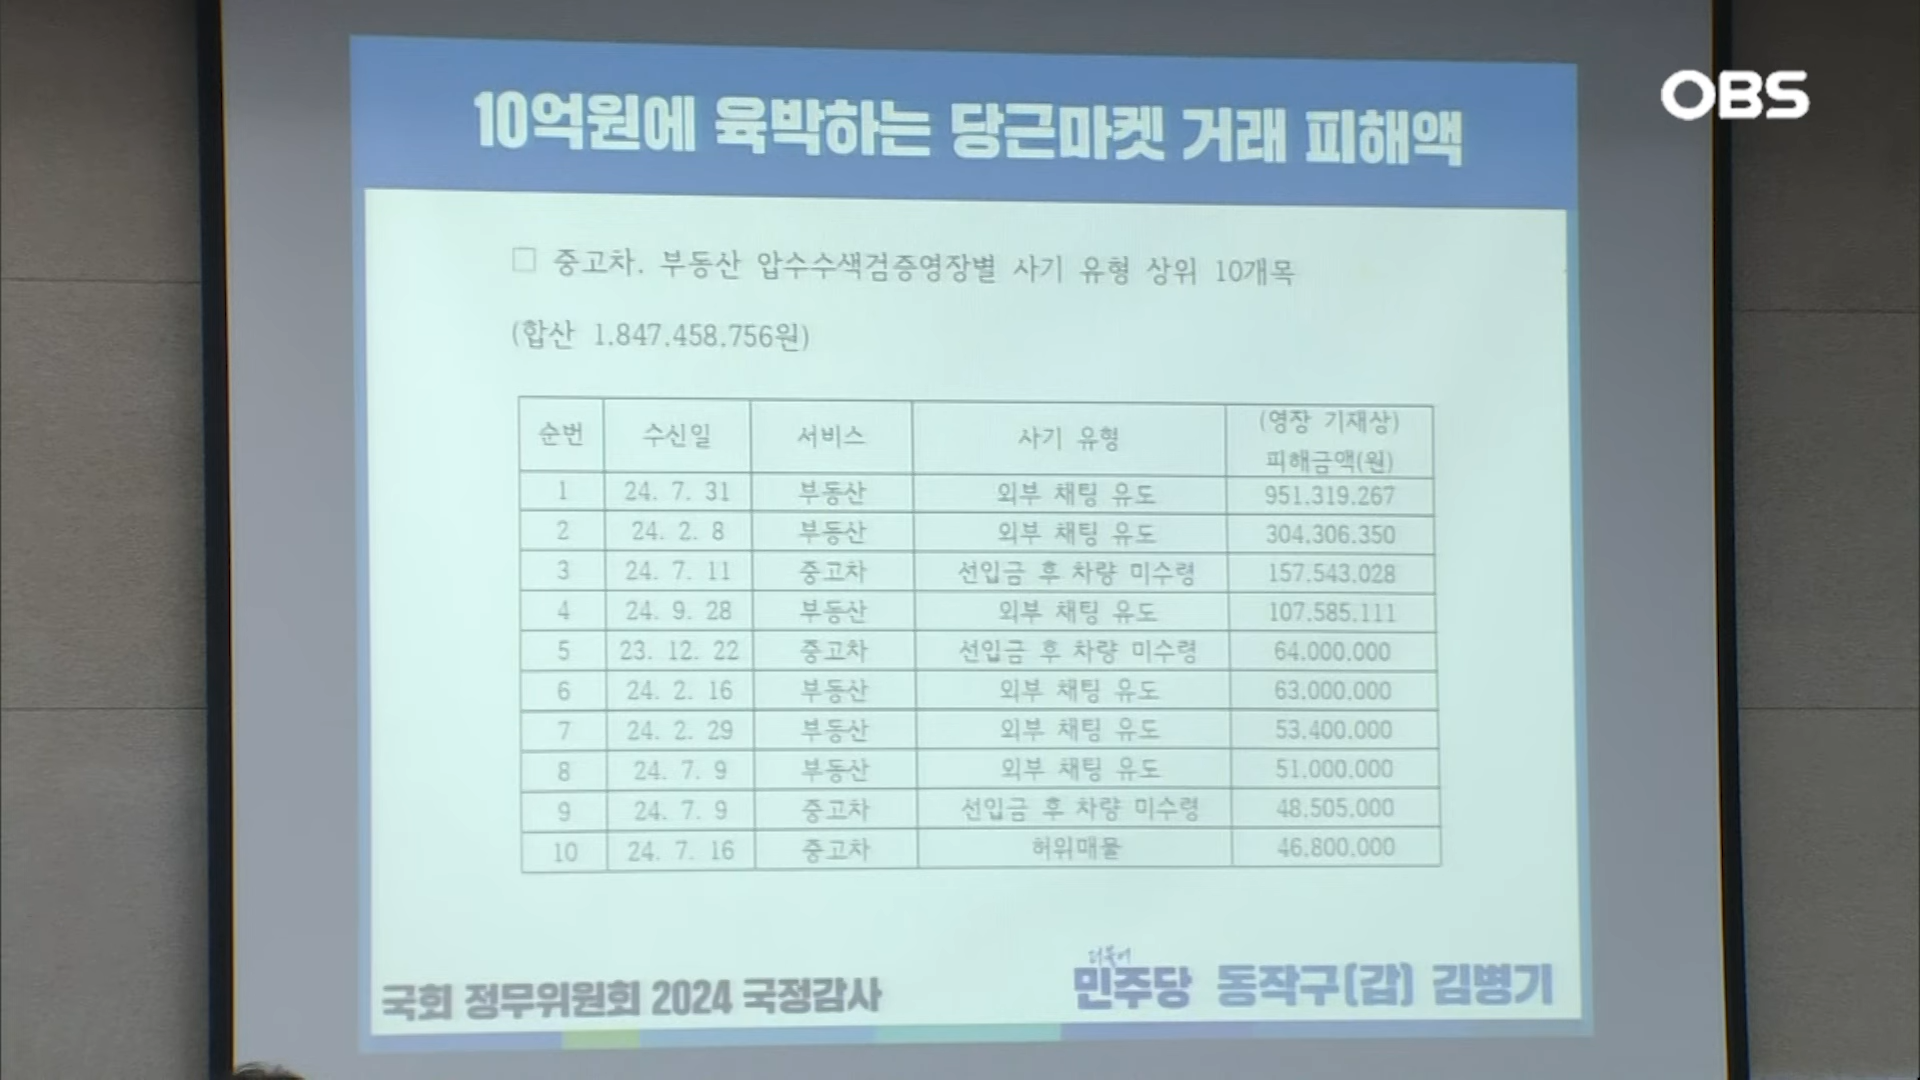 OBS
10억원에 육박하는 당근마켓 거래 피해액
□ 중고차. 부동산 압수수색검증영장별 사기 유형 상위 10개목
(합산 1.847.458.756원)
순번 수신일 서비스 사기 유형 (영장 기재상) 피해금액(원)
1 24. 7. 31 부동산 외부 채팅 유도 951.319.267
2 24. 2. 8 부동산 외부 채팅 유도 304.306.350
3 24. 7. 11 중고차 선입금 후 차량 미수령 157.543.028
4 24. 9. 28 부동산 외부 채팅 유도 107.585.111
5 23. 12. 22 중고차 선입금 후 차량 미수령 64.000.000
6 24. 2. 16 부동산 외부 채팅 유도 63.000.000
7 24. 2. 29 부동산 외부 채팅 유도 53.400.000
8 24. 7. 9 부동산 외부 채팅 유도 51.000.000
9 24. 7. 9 중고차 선입금 후 차량 미수령 48.505.000
10 24. 7. 16 중고차 허위매물 46.800.000
국회 정무위원회 2024 국정감사
더불어
민주당 동작구(갑) 김병기